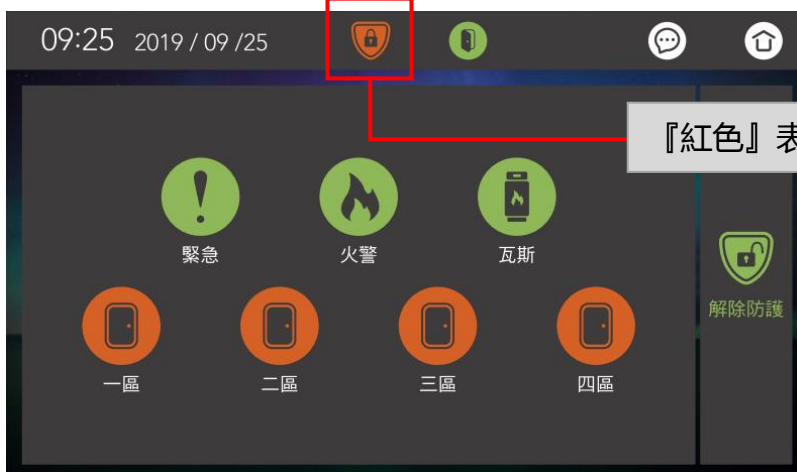 09:25 2019 / 09 /25
『紅色』表
緊急 火警 瓦斯
解除防護
一區 二區 三區 四區